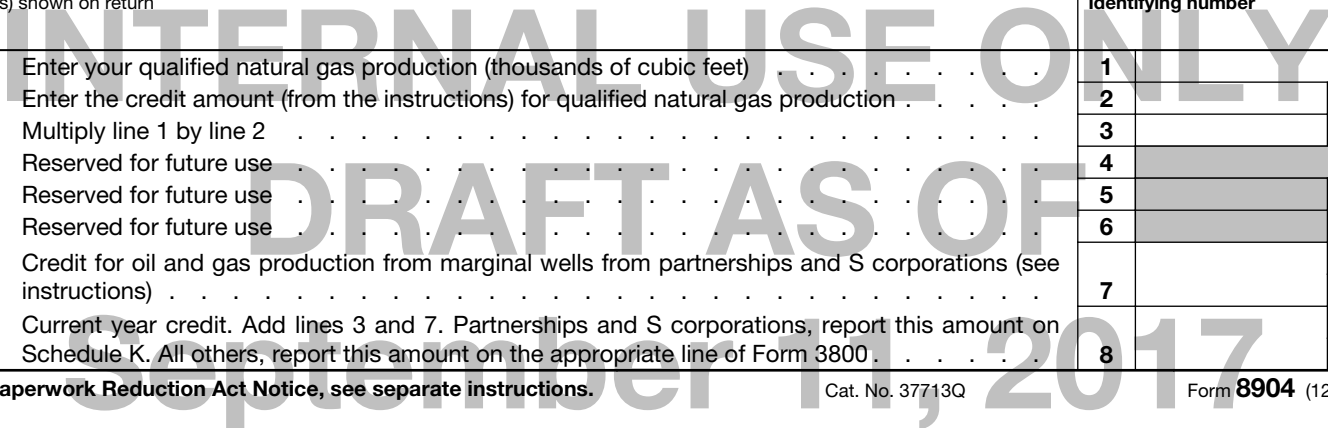 s) shown on return Identifying number
INTERNAL USE ONLY
Enter your qualified natural gas production (thousands of cubic feet) . . . . . . . . . 1
Enter the credit amount (from the instructions) for qualified natural gas production . . . . . 2
Multiply line 1 by line 2 . . . . . . . . . . . . . . . . . . . . . . . . 3
Reserved for future use . . . . . . . . . . . . . . . . . . . . . . . . 4
DRAFT AS OF
Reserved for future use . . . . . . . . . . . . . . . . . . . . . . . . 5
Reserved for future use . . . . . . . . . . . . . . . . . . . . . . . . 6
Credit for oil and gas production from marginal wells from partnerships and S corporations (see
instructions) . . . . . . . . . . . . . . . . . . . . . . . . . . . . 7
Current year credit. Add lines 3 and 7. Partnerships and S corporations, report this amount on
Schedule K. All others, report this amount on the appropriate line of Form 3800 . . . . . . 8
September 11, 2017
aperwork Reduction Act Notice, see separate instructions. Cat. No. 37713Q Form 8904 (12